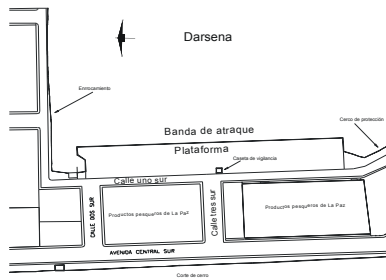 Darsena
Enrrocamiento
Cerco de protección
Banda de atraque
Plataforma
Caseta de vigilancia
Calle uno sur
CALLE DOS SUR
Productos pesqueros de La Paz
Calle tres sur
Productos pesqueros de La Paz
AVENIDA CENTRAL SUR
Corte de cerro